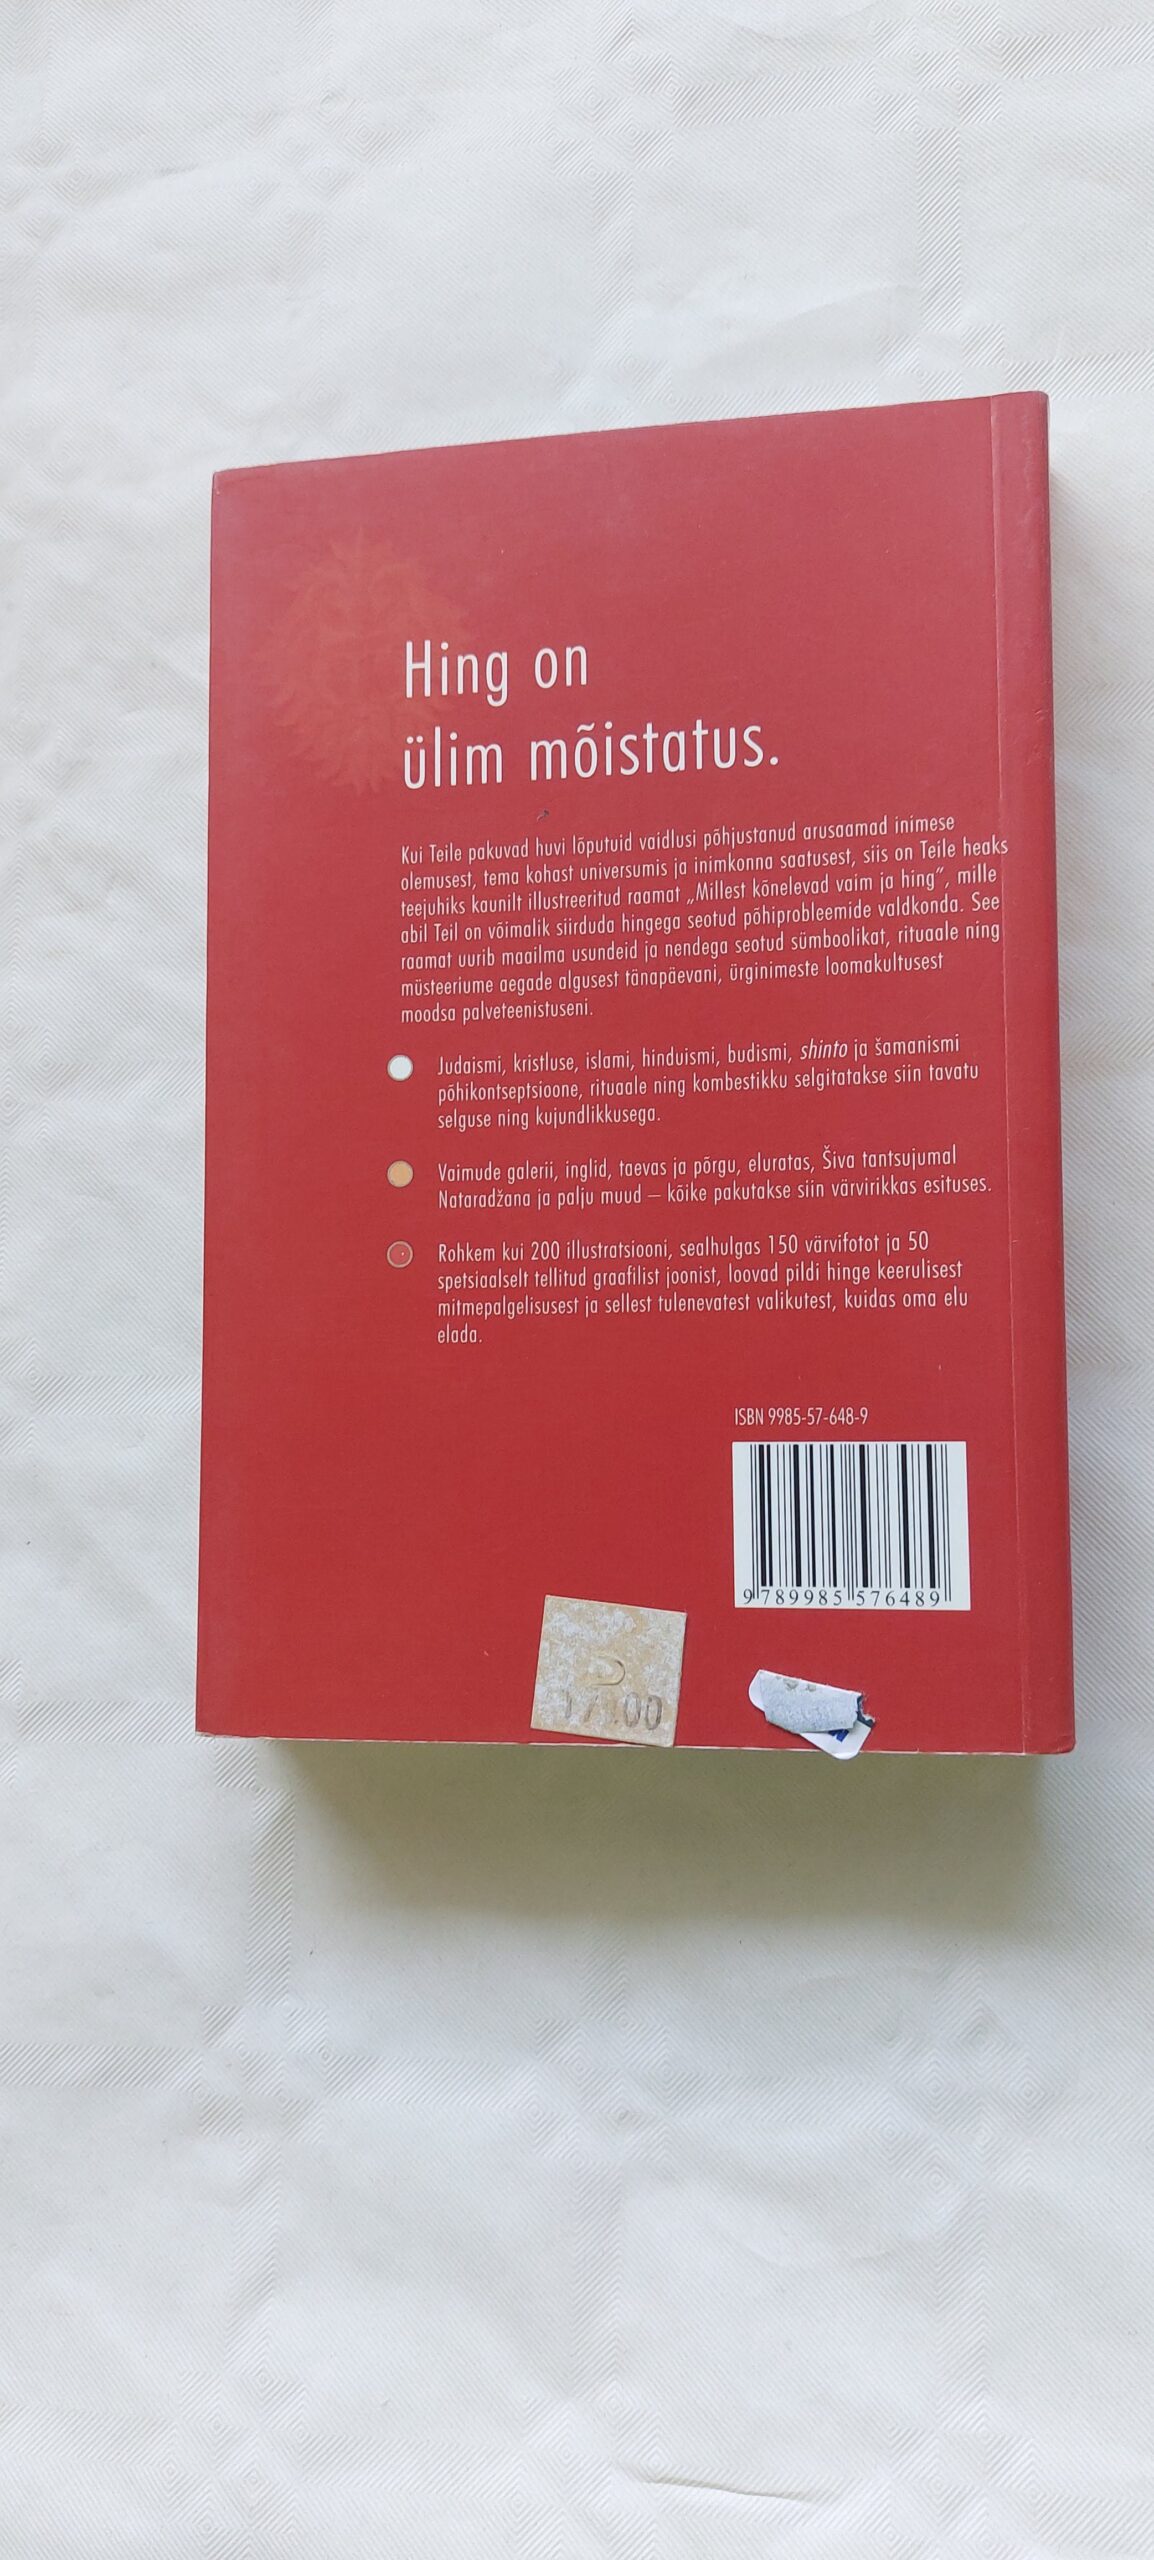 Hing on
ülim mõistatus.
Kui Teile pakuvad huvi lõputuid vaidlusi põhjustanud arusaamad inimese
olemusest, tema kohast universumis ja inimkonna saatusest, siis on Teile heaks
teejuhiks kaunilt illustreeritud raamat „Millest kõnelevad vaim ja hing”, mille
abil Teil on võimalik siirduda hingega seotud põhiprobleemide valdkonda. See
raamat uurib maailma usundeid ja nendega seotud sümboolikat, rituaale ning
müsteeriume aegade algusest tänapäevani, ürginimeste loomakultusest
moodsa palveteenistuseni.
Judaismi, kristluse, islami, hinduismi, budismi, shinto ja šamanismi
põhikontseptsioone, rituaale ning kombestikku selgitatakse siin tavatu
selguse ning kujundlikkusega.
Vaimude galerii, inglid, taevas ja põrgu, eluratas, Šiva tantsujumal
Nataradžana ja palju muud – kõike pakutakse siin värvirikkas esituses.
Rohkem kui 200 illustratsiooni, sealhulgas 150 värvifotot ja 50
spetsiaalselt tellitud graafilist joonist, loovad pildi hinge keerulisest
mitmepalgelisusest ja sellest tulenevatest valikutest, kuidas oma elu
elada.
ISBN 9985-57-648-9
9 789985 576489